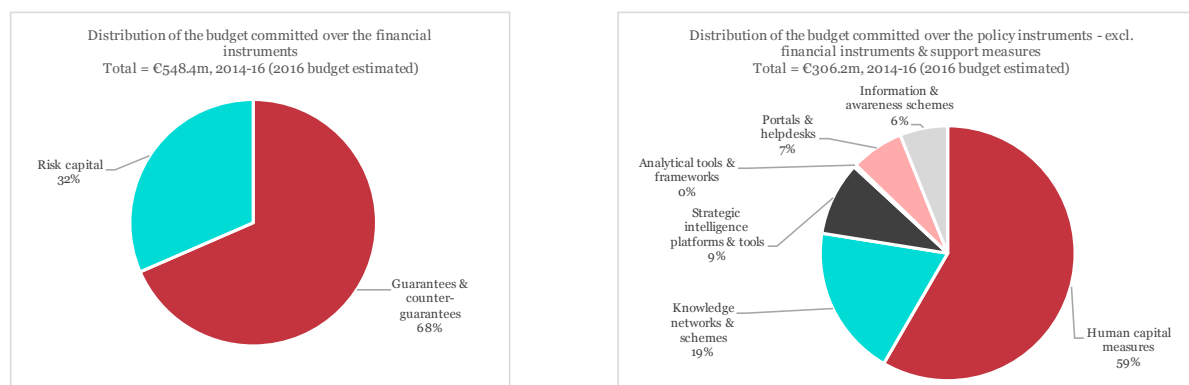 Distribution of the budget committed over the financial
instruments
Total = €548.4m, 2014-16 (2016 budget estimated)
Risk capital
32%
Guarantees &
counter-
guarantees
68%
Distribution of the budget committed over the policy instruments - excl.
financial instruments & support measures
Total = €306.2m, 2014-16 (2016 budget estimated)
Information &
awareness schemes
6%
Portals &
helpdesks
7%
Analytical tools &
frameworks
0%
Strategic
intelligence
platforms & tools
9%
Knowledge
networks &
schemes
19%
Human capital
measures
59%